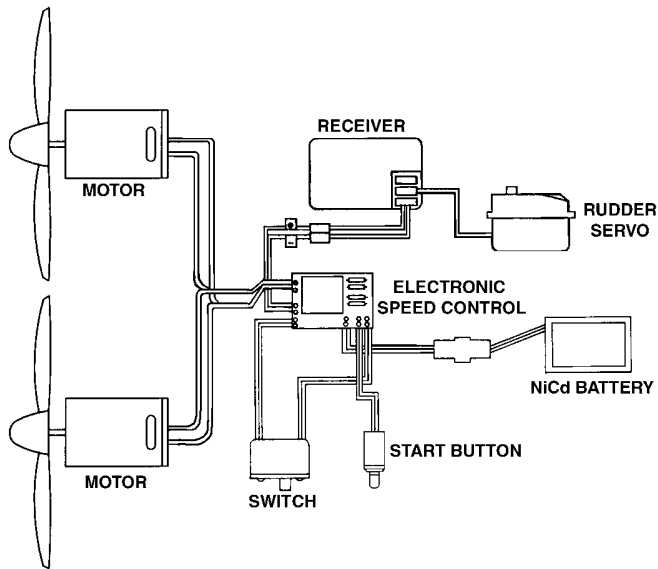 RECEIVER
MOTOR
RUDDER
SERVO
ELECTRONIC
SPEED CONTROL
NiCd BATTERY
START BUTTON
MOTOR
SWITCH